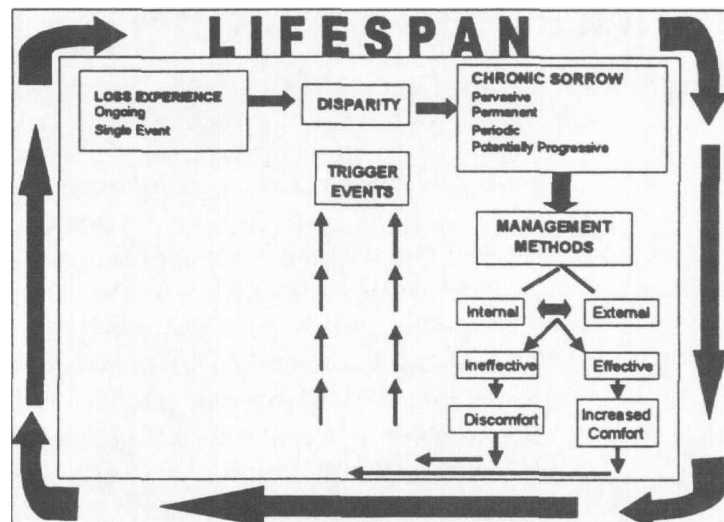 LIFESPAN
LOSS EXPERIENCE
Ongoing
Single Event
DISPARITY
CHRONIC SORROW
Pervasive
Permanent
Periodic
Potentially Progressive
TRIGGER
EVENTS
MANAGEMENT
METHODS
Internal
External
Ineffective
Effective
Discomfort
Increased
Comfort